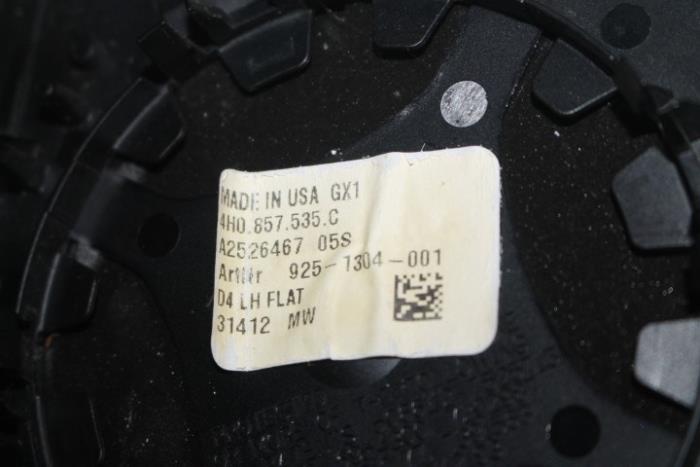 MADE IN USA GX1
4H0.857.535.C
A2526467 05S
ArtNr 925-1304-001
D4 LH FLAT
31412 MW